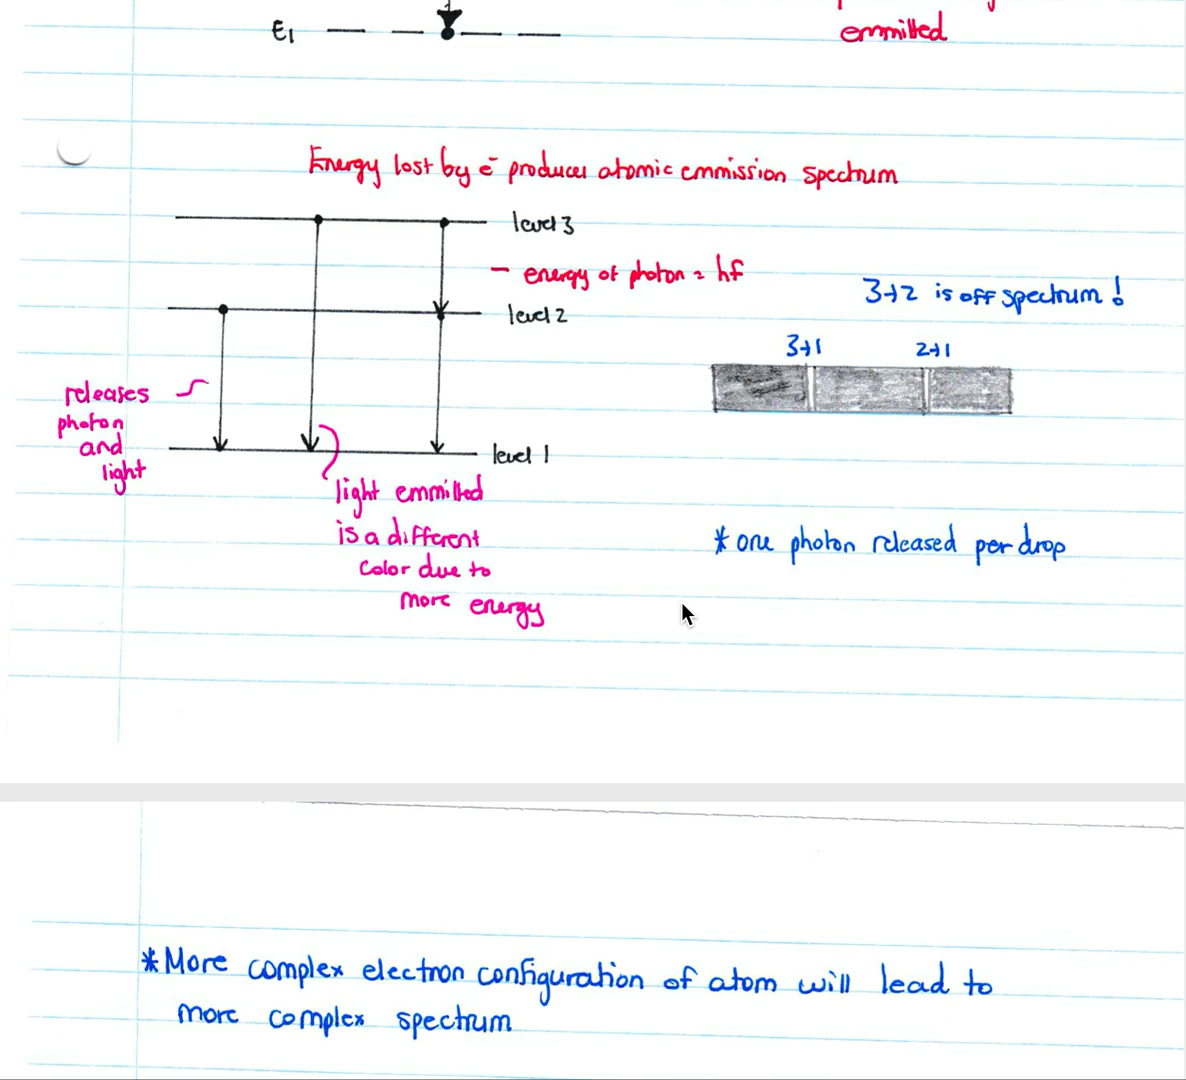 E1
emmitted
Energy lost by e- produces atomic emmission spectrum
level 3
- energy of photon = hf
3→2 is off spectrum!
level 2
3→1 2→1
releases
photon
and
light
level 1
light emmitted
is a different
color due to
more energy
* one photon released per drop
* More complex electron configuration of atom will lead to
more complex spectrum